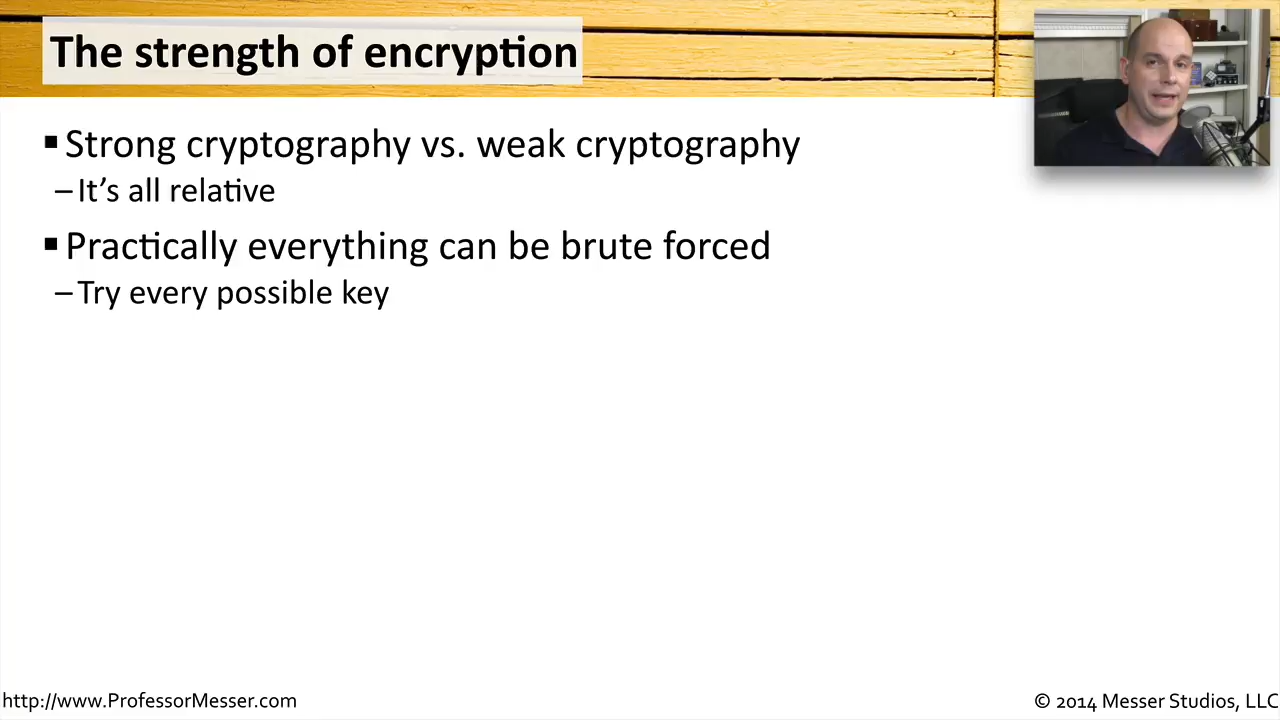 The strength of encryption
▪ Strong cryptography vs. weak cryptography
– It’s all relative
▪ Practically everything can be brute forced
– Try every possible key
http://www.ProfessorMesser.com
© 2014 Messer Studios, LLC